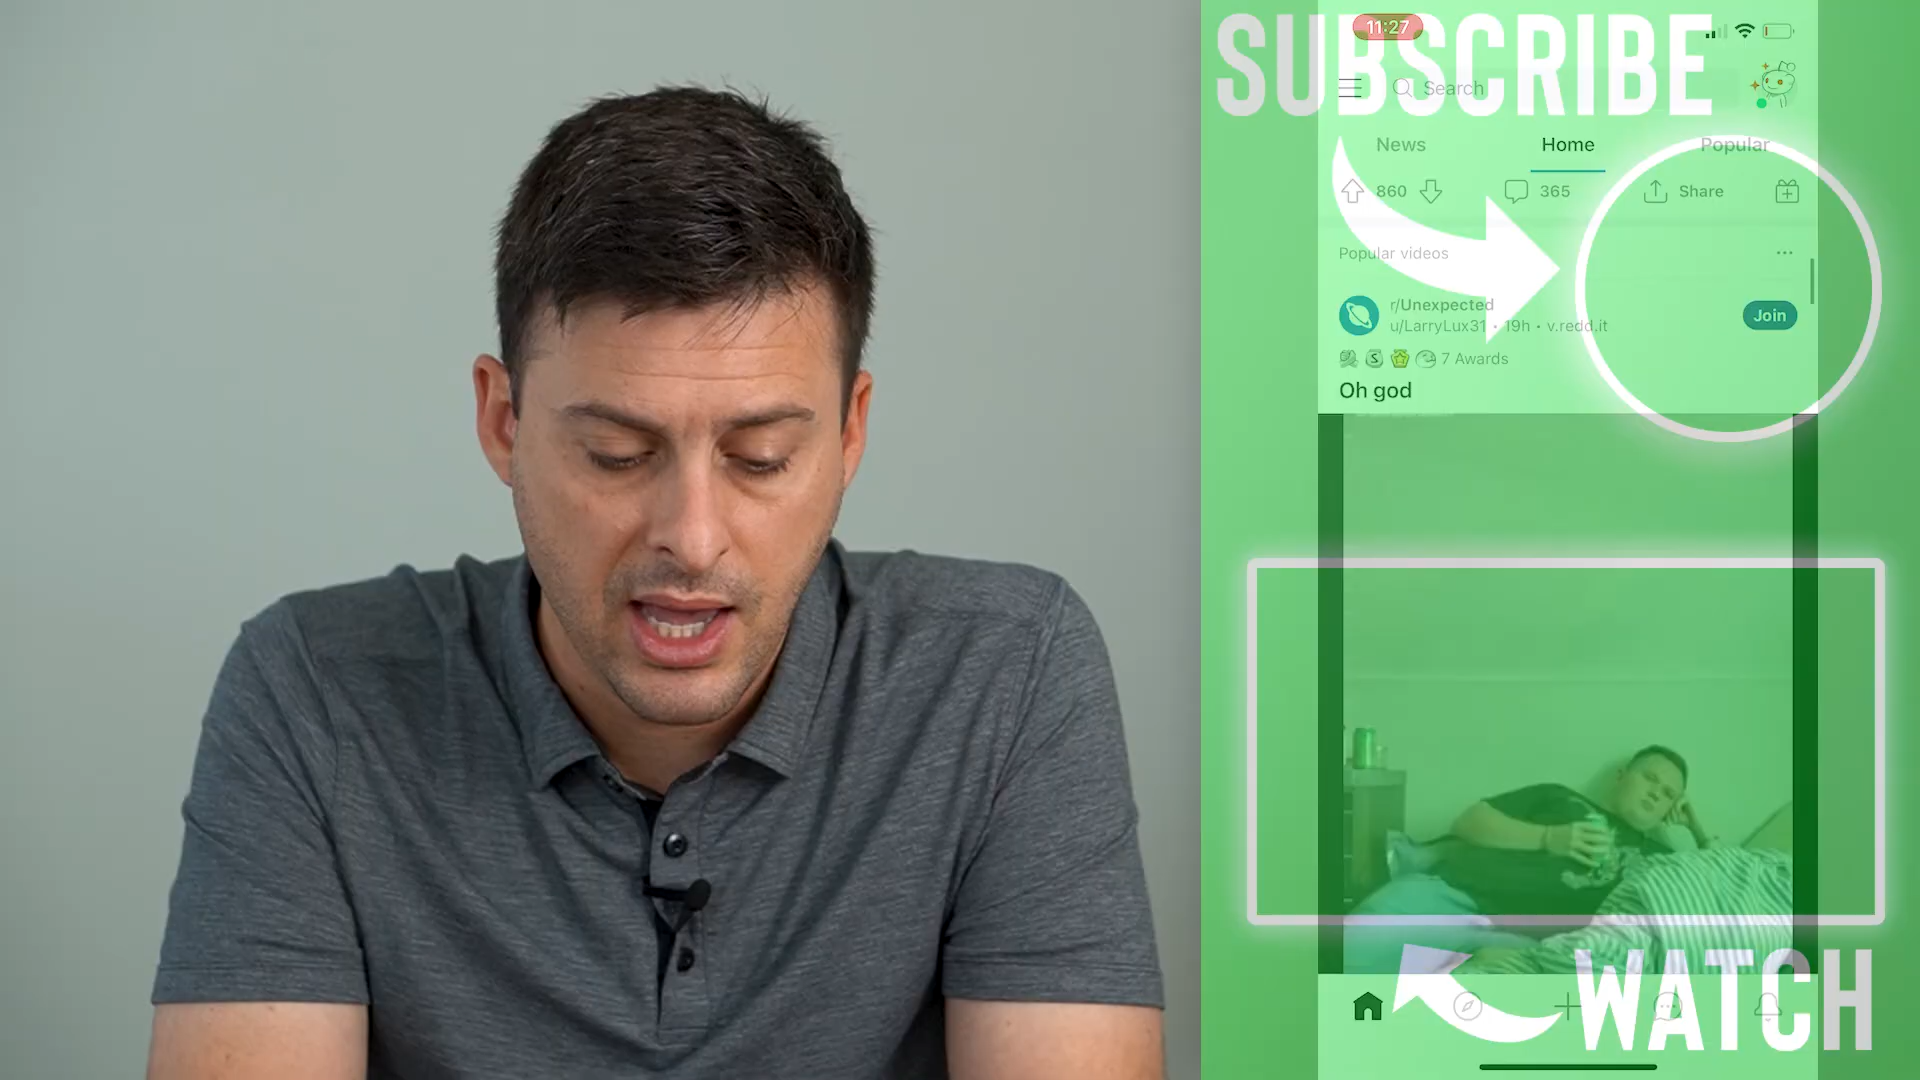 SUBSCRIBE
11:27
Search
News Home Popular
860 365 Share
Popular videos
r/Unexpected
u/LarryLux31 • 19h • v.redd.it
Join
7 Awards
Oh god
WATCH